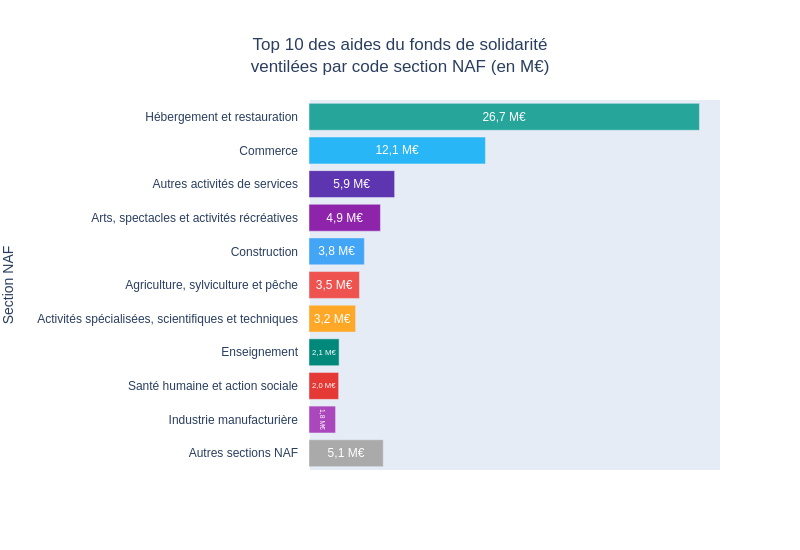 Top 10 des aides du fonds de solidarité
ventilées par code section NAF (en M€)
Section NAF
Hébergement et restauration 26,7 M€
Commerce 12,1 M€
Autres activités de services 5,9 M€
Arts, spectacles et activités récréatives 4,9 M€
Construction 3,8 M€
Agriculture, sylviculture et pêche 3,5 M€
Activités spécialisées, scientifiques et techniques 3,2 M€
Enseignement 2,1 M€
Santé humaine et action sociale 2,0 M€
Industrie manufacturière 1,8 M€
Autres sections NAF 5,1 M€